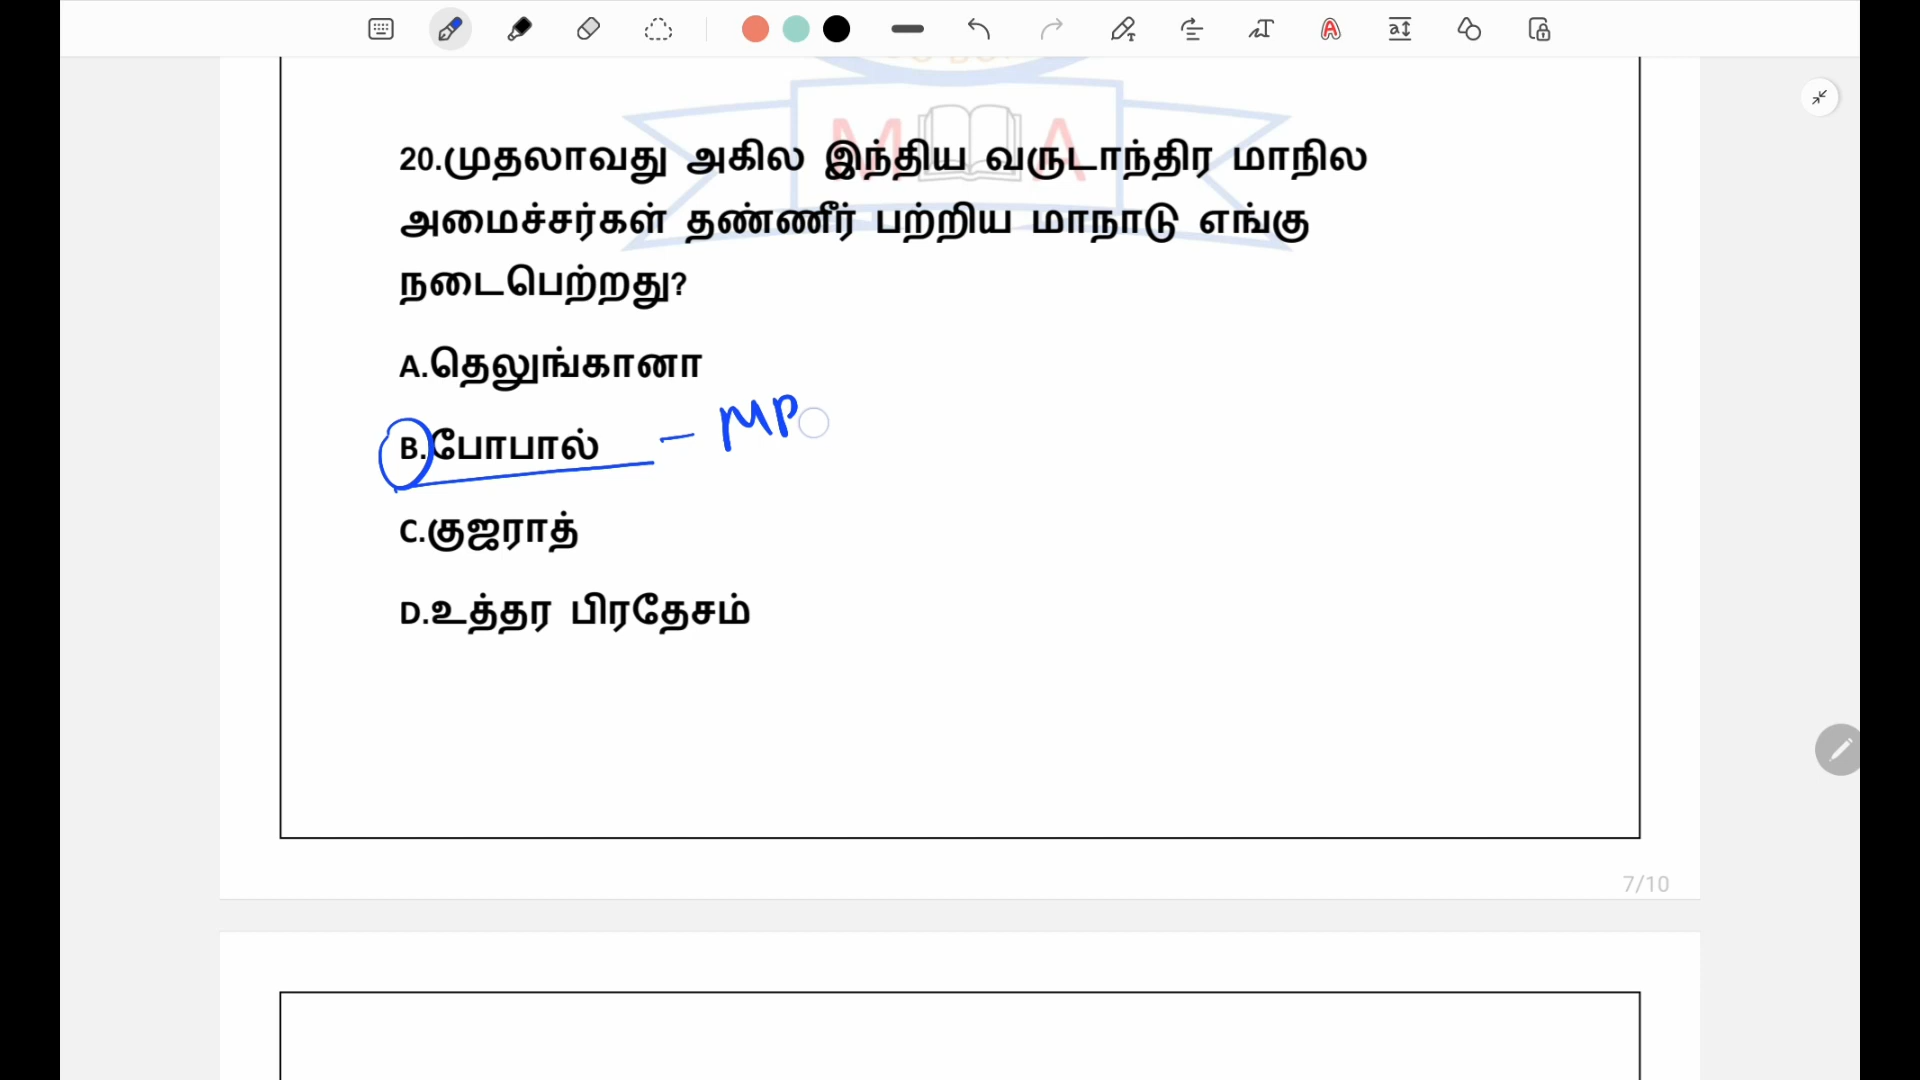 M A
20.முதலாவது அகில இந்திய வருடாந்திர மாநில
அமைச்சர்கள் தண்ணீர் பற்றிய மாநாடு எங்கு
நடைபெற்றது?
A.தெலுங்கானா
B.போபால் - MP
C.குஜராத்
D.உத்தர பிரதேசம்
7/10